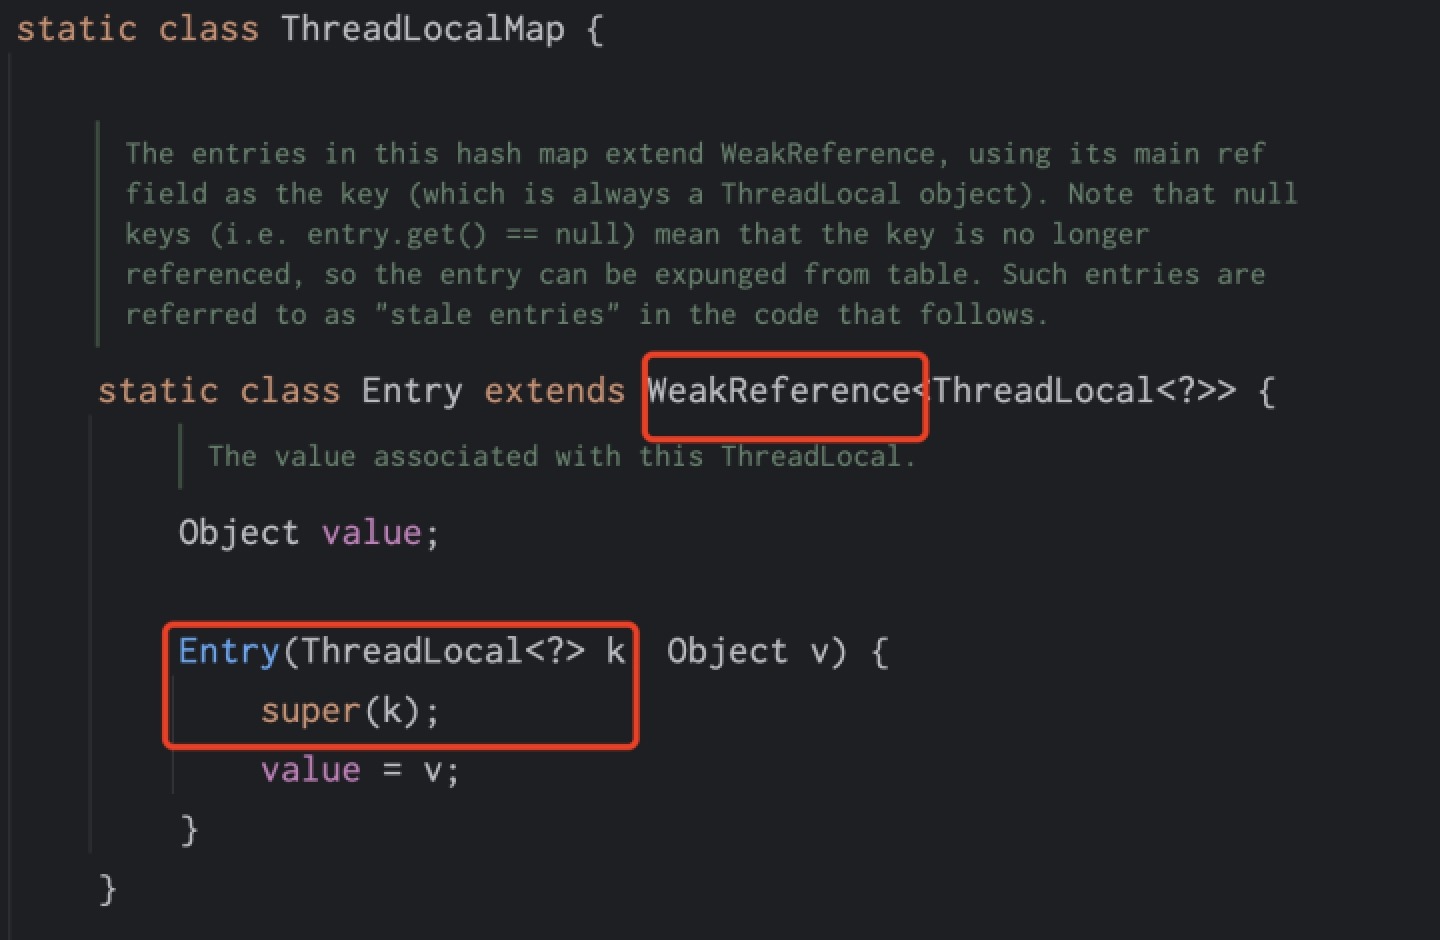 static class ThreadLocalMap {
The entries in this hash map extend WeakReference, using its main ref
field as the key (which is always a ThreadLocal object). Note that null
keys (i.e. entry.get() == null) mean that the key is no longer
referenced, so the entry can be expunged from table. Such entries are
referred to as "stale entries" in the code that follows.
static class Entry extends WeakReference<ThreadLocal<?>> {
The value associated with this ThreadLocal.
Object value;
Entry(ThreadLocal<?> k Object v) {
super(k);
value = v;
}
}